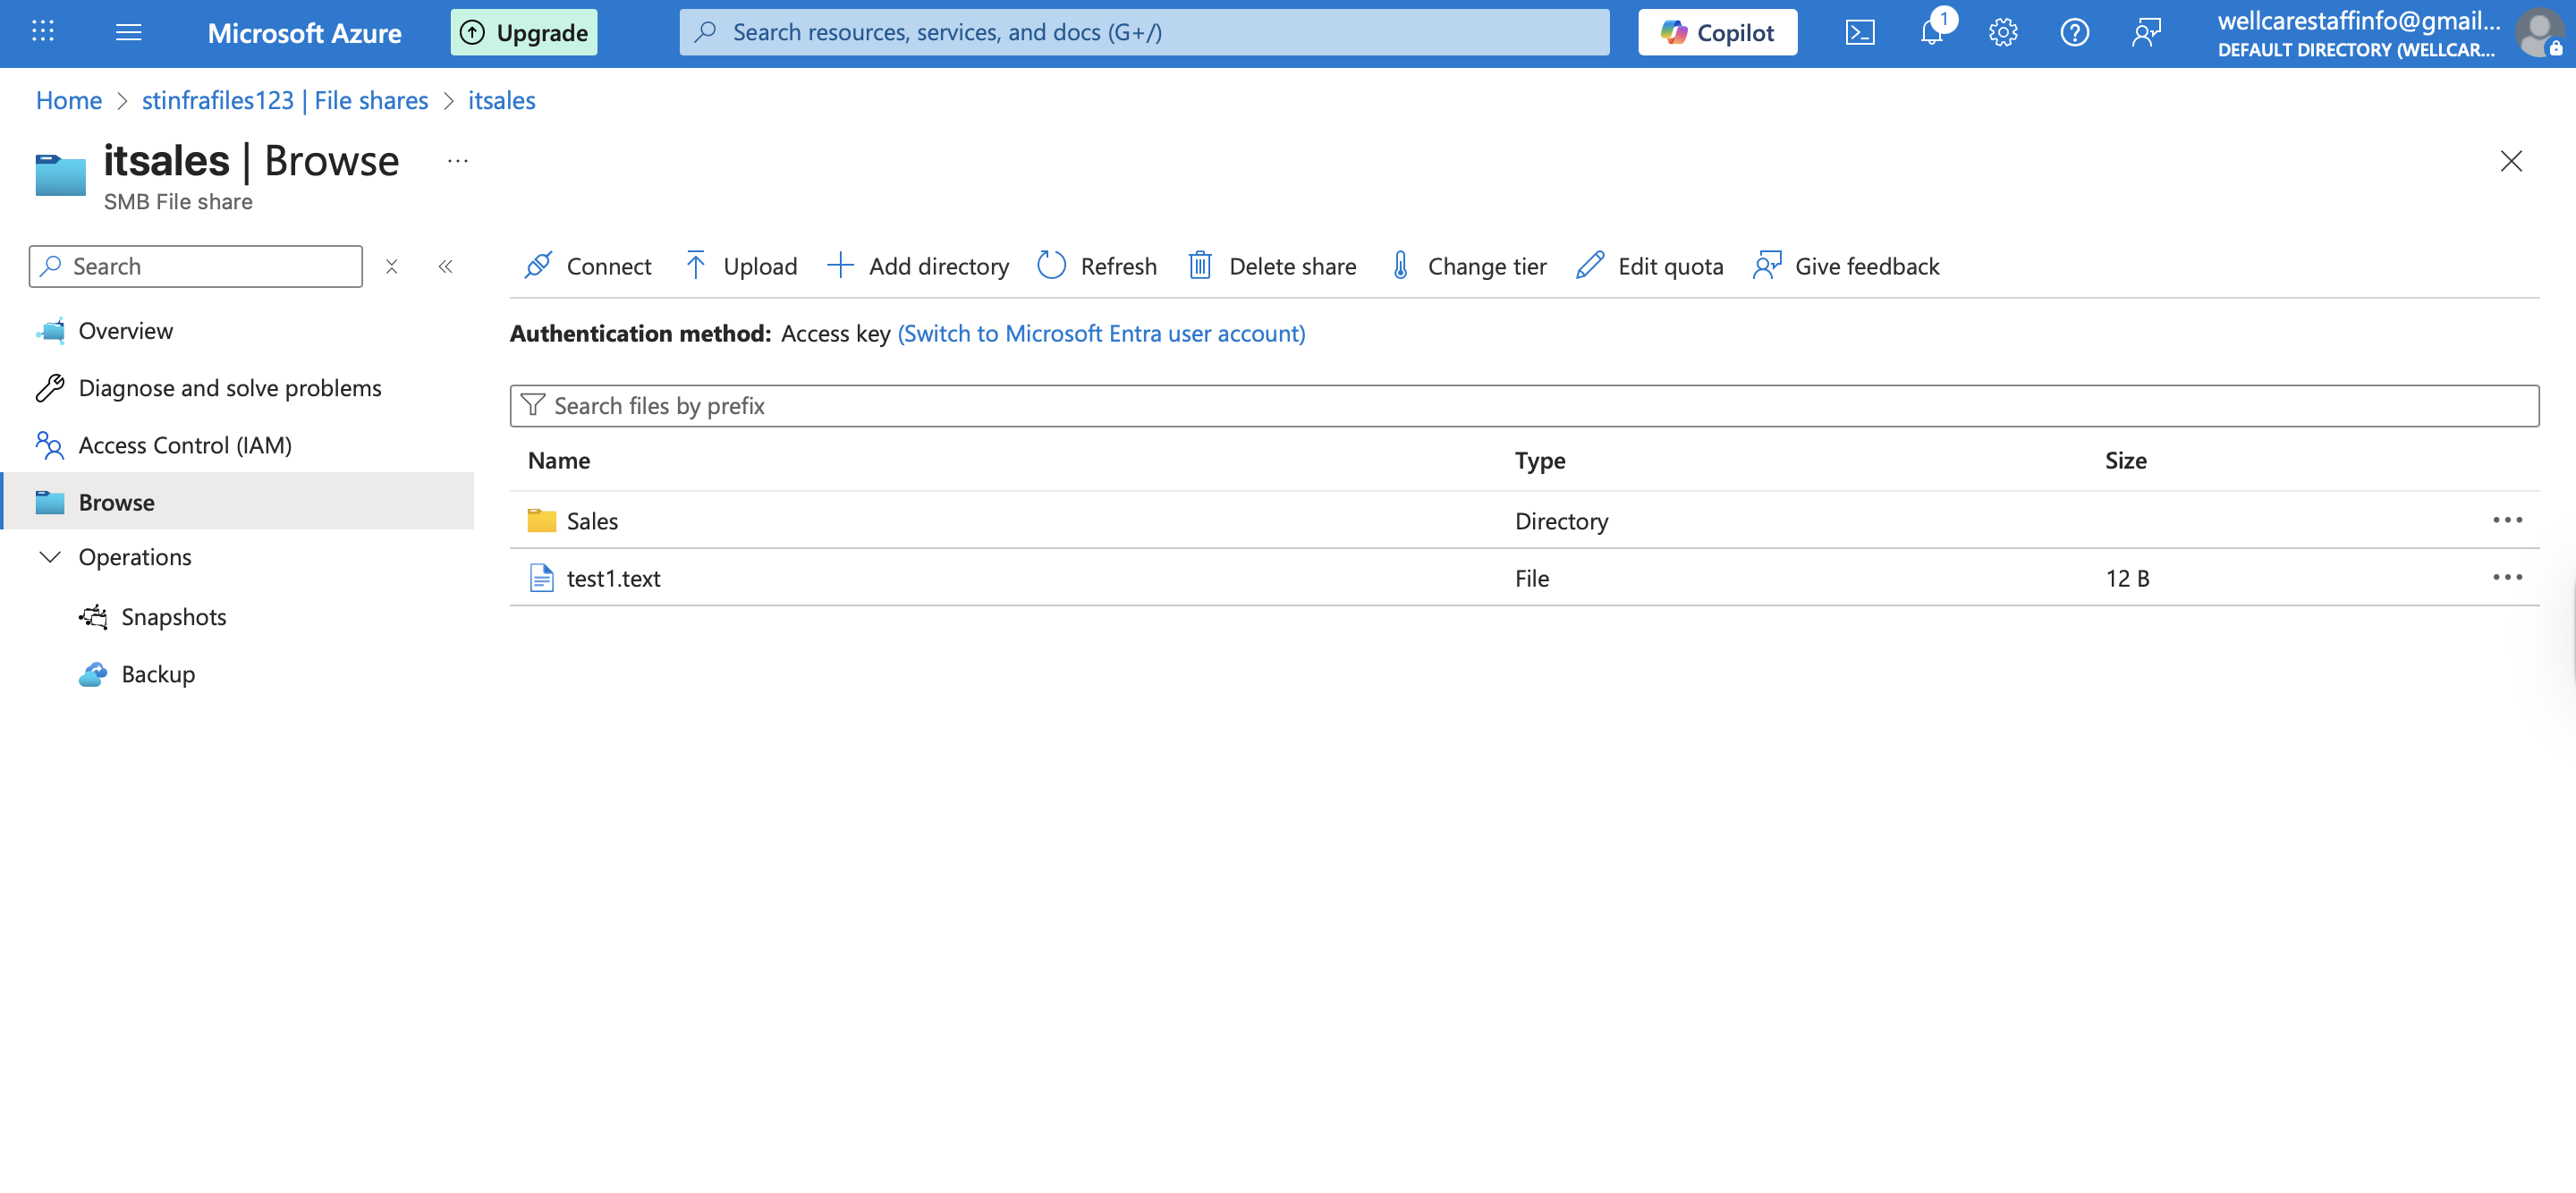 Microsoft Azure
Upgrade
Search resources, services, and docs (G+/)
Copilot
1
wellcarestaffinfo@gmail...
DEFAULT DIRECTORY (WELLCAR...
Home > stinfrafiles123 | File shares > itsales
itsales | Browse ...
SMB File share
Search
Connect
Upload
Add directory
Refresh
Delete share
Change tier
Edit quota
Give feedback
Overview
Diagnose and solve problems
Access Control (IAM)
Browse
Operations
Snapshots
Backup
Authentication method: Access key (Switch to Microsoft Entra user account)
Search files by prefix
Name Type Size
Sales Directory
test1.text File 12 B